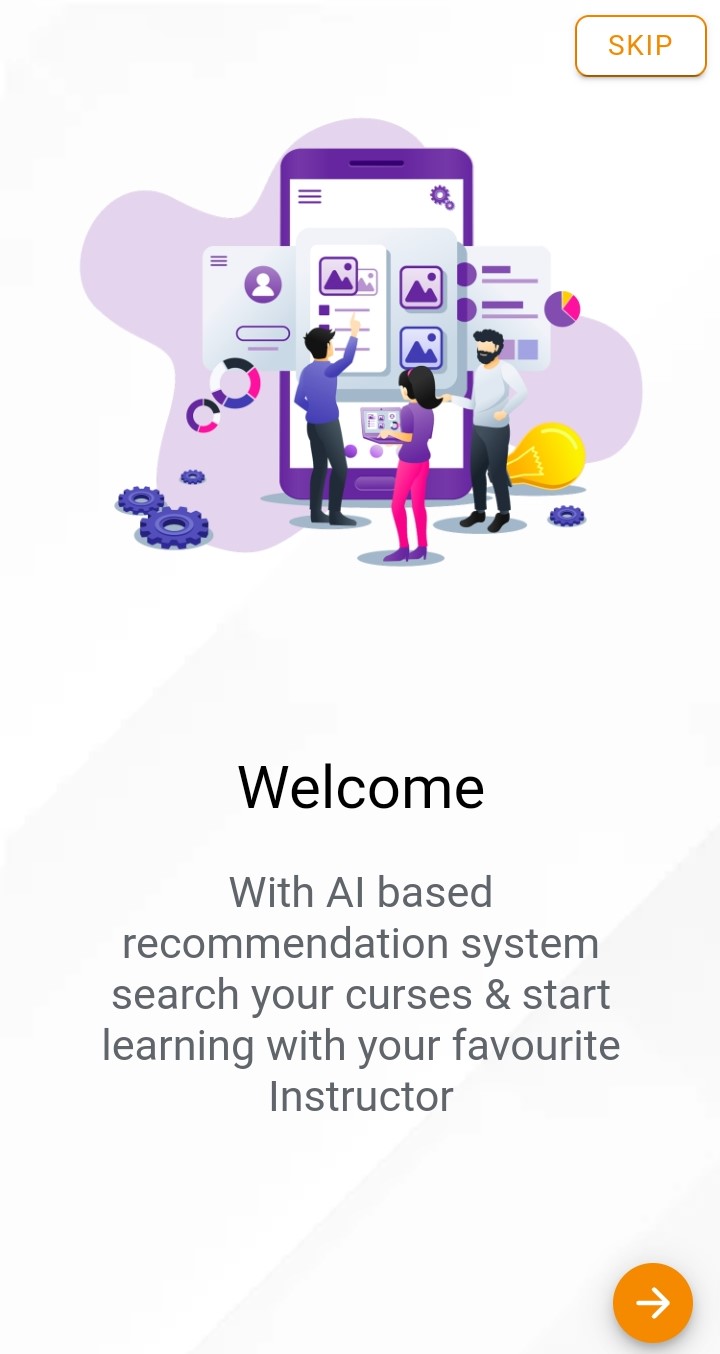 SKIP
Welcome
With AI based
recommendation system
search your curses & start
learning with your favourite
Instructor